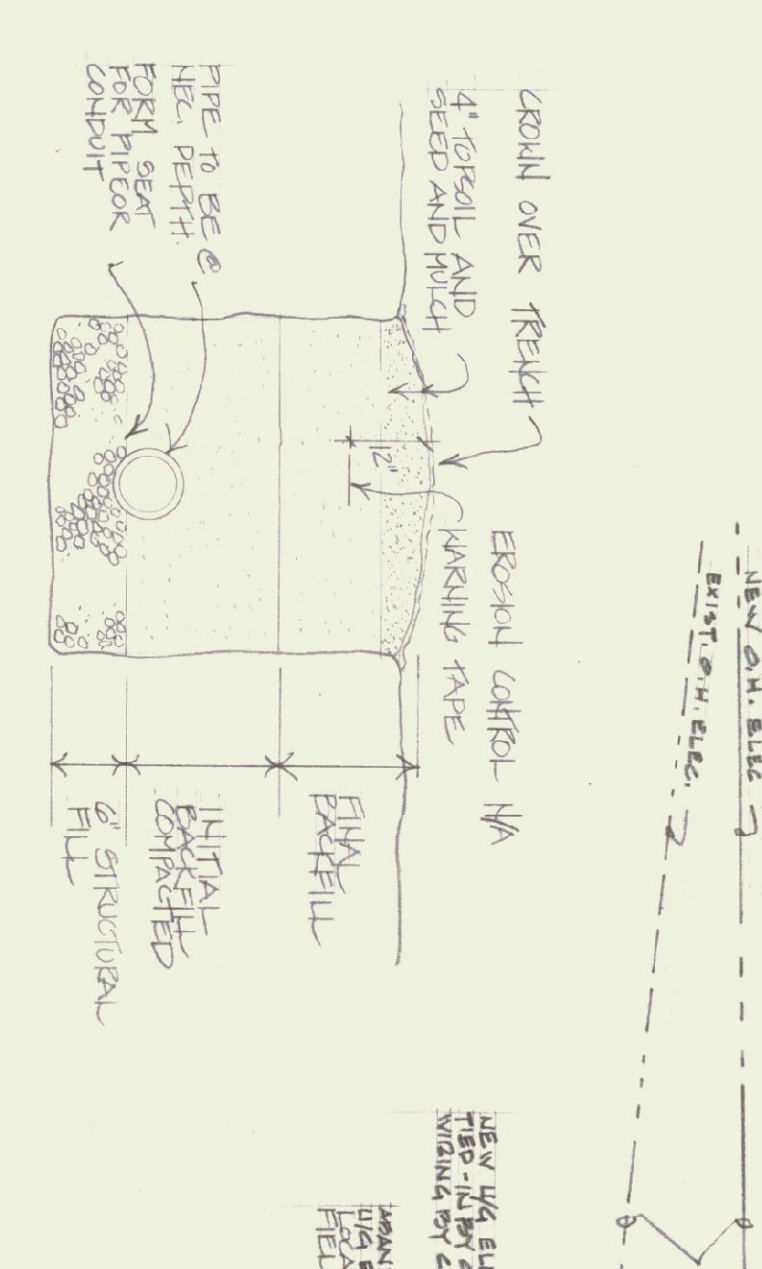 CROWN OVER TRENCH
4" TOPSOIL AND
SEED AND MULCH
EROSION CONTROL N/A
WARNING TAPE
12"
PIPE TO BE @
NEC. DEPTH.
FORM SEAT
FOR PIPE OR
CONDUIT
FINAL
BACKFILL
INITIAL
BACKFILL
COMPACTED
6" STRUCTURAL
FILL
NEW O.H. ELEC
EXIST. O.H. ELEC.
NEW U/G
TIED-IN BY
WIRING BY
U/G